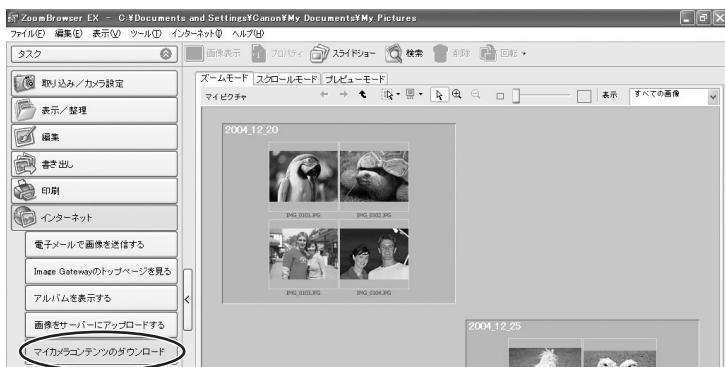 ZoomBrowser EX - C:¥Documents and Settings¥Canon¥My Documents¥My Pictures
ファイル(F) 編集(E) 表示(V) ツール(T) インターネット(I) ヘルプ(H)
タスク
画像表示 プロパティ スライドショー 検索 削除 回転
取り込み/カメラ設定
表示/整理
編集
書き出し
印刷
インターネット
電子メールで画像を送信する
Image Gatewayのトップページを見る
アルバムを表示する
画像をサーバーにアップロードする
マイカメラコンテンツのダウンロード
ズームモード スクロールモード プレビューモード
マイピクチャ 表示 すべての画像
2004_12_20
IMG_0101.JPG IMG_0102.JPG
IMG_0103.JPG IMG_0104.JPG
2004_12_25